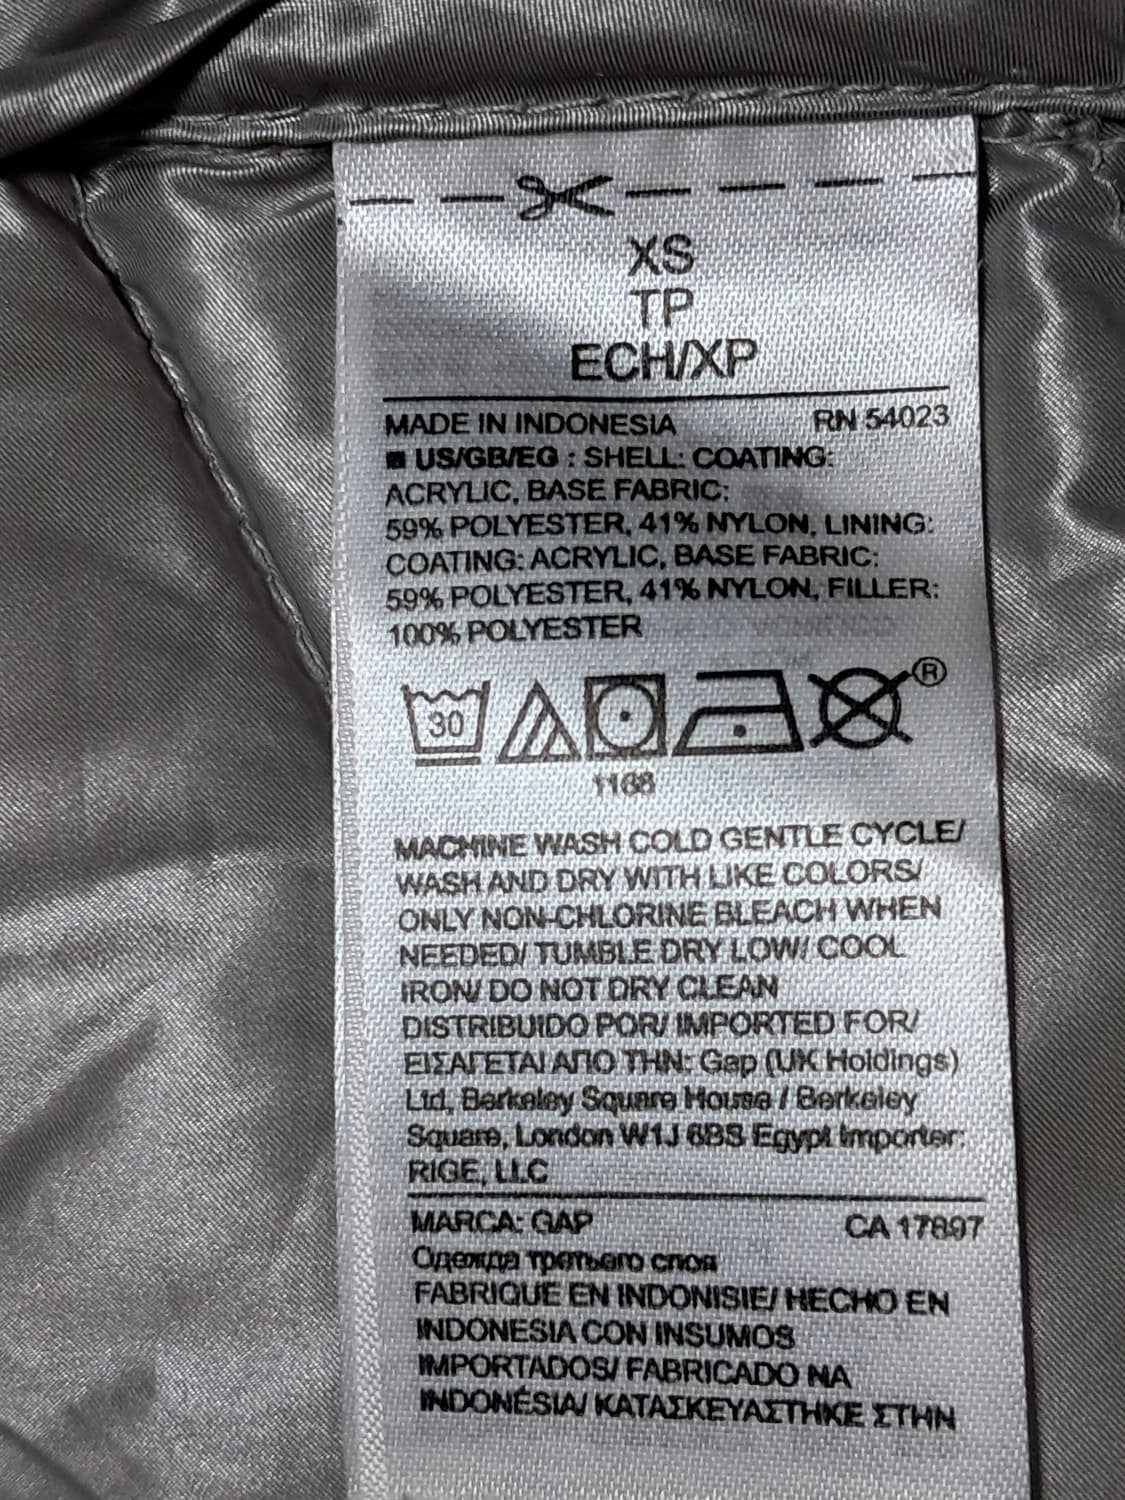 XS
TP
ECH/XP
MADE IN INDONESIA RN 54023
US/GB/EG : SHELL: COATING:
ACRYLIC, BASE FABRIC:
59% POLYESTER, 41% NYLON, LINING:
COATING: ACRYLIC, BASE FABRIC:
59% POLYESTER, 41% NYLON, FILLER:
100% POLYESTER
30 ®
1168
MACHINE WASH COLD GENTLE CYCLE/
WASH AND DRY WITH LIKE COLORS/
ONLY NON-CHLORINE BLEACH WHEN
NEEDED/ TUMBLE DRY LOW/ COOL
IRON/ DO NOT DRY CLEAN
DISTRIBUIDO POR/ IMPORTED FOR/
ΕΙΣΑΓΕΤΑΙ ΑΠΟ ΤΗΝ: Gap (UK Holdings)
Ltd, Berkeley Square House / Berkeley
Square, London W1J 6BS Egypt Importer:
RIGE, LLC
MARCA: GAP CA 17897
Одежда третьего слоя
FABRIQUE EN INDONISIE/ HECHO EN
INDONESIA CON INSUMOS
IMPORTADOS/ FABRICADO NA
INDONÉSIA/ ΚΑΤΑΣΚΕΥΑΣΤΗΚΕ ΣΤΗΝ